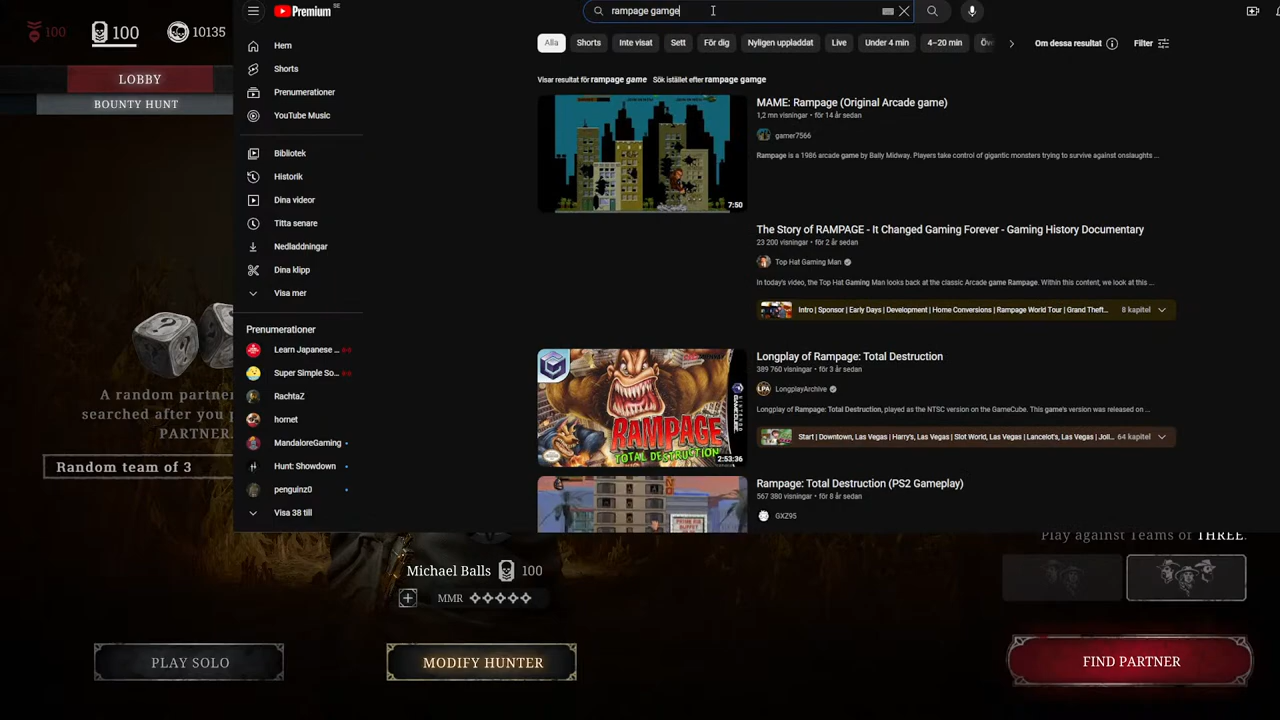 100
100
10135
LOBBY
BOUNTY HUNT
Premium SE
rampage gamge
Alla
Shorts
Inte visat
Sett
För dig
Nyligen uppladdat
Live
Under 4 min
4–20 min
Om dessa resultat
Filter
Hem
Shorts
Prenumerationer
YouTube Music
Bibliotek
Historik
Dina videor
Titta senare
Nedladdningar
Dina klipp
Visa mer
Prenumerationer
Learn Japanese ...
Super Simple So...
RachtaZ
hornet
MandaloreGaming
Hunt: Showdown
penguinz0
Visa 38 till
Visar resultat för rampage game Sök istället efter rampage gamge
7:50
MAME: Rampage (Original Arcade game)
1,2 mn visningar • för 14 år sedan
garner7566
Rampage is a 1986 arcade game by Bally Midway. Players take control of gigantic monsters trying to survive against onslaughts ...
The Story of RAMPAGE - It Changed Gaming Forever - Gaming History Documentary
23 200 visningar • för 2 år sedan
Top Hat Gaming Man
In today's video, the Top Hat Gaming Man looks back at the classic Arcade game Rampage. Within this content, we look at this ...
Intro | Sponsor | Early Days | Development | Home Conversions | Rampage World Tour | Grand Theft...
8 kapitel
RAMPAGE
TOTAL DESTRUCTION
NINTENDO GAMECUBE
2:53:36
Longplay of Rampage: Total Destruction
389 760 visningar • för 3 år sedan
LPA
LongplayArchive
Longplay of Rampage: Total Destruction, played as the NTSC version on the GameCube. This game's version was released on ...
Start | Downtown, Las Vegas | Harry's, Las Vegas | Slot World, Las Vegas | Lancelot's, Las Vegas | Joli...
64 kapitel
Rampage: Total Destruction (PS2 Gameplay)
567 380 visningar • för 8 år sedan
GXZ95
A random partner
searched after you p
PARTNER.
Random team of 3
Michael Balls 100
MMR
Play against Teams of THREE.
PLAY SOLO
MODIFY HUNTER
FIND PARTNER